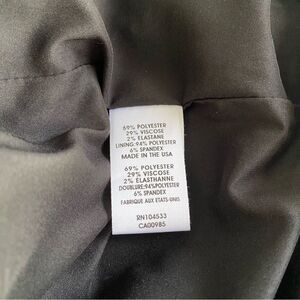 69% POLYESTER
29% VISCOSE
2% ELASTANE
LINING:94% POLYESTER
6% SPANDEX
MADE IN THE USA
69% POLYESTER
29% VISCOSE
2% ELASTHANNE
DOUBLURE:94%POLYESTER
6% SPANDEX
FABRIQUE AUX ETATS-UNIS
RN104533
CA00985